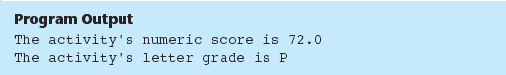 Program Output
The activity's numeric score is 72.0
The activity's letter grade is P